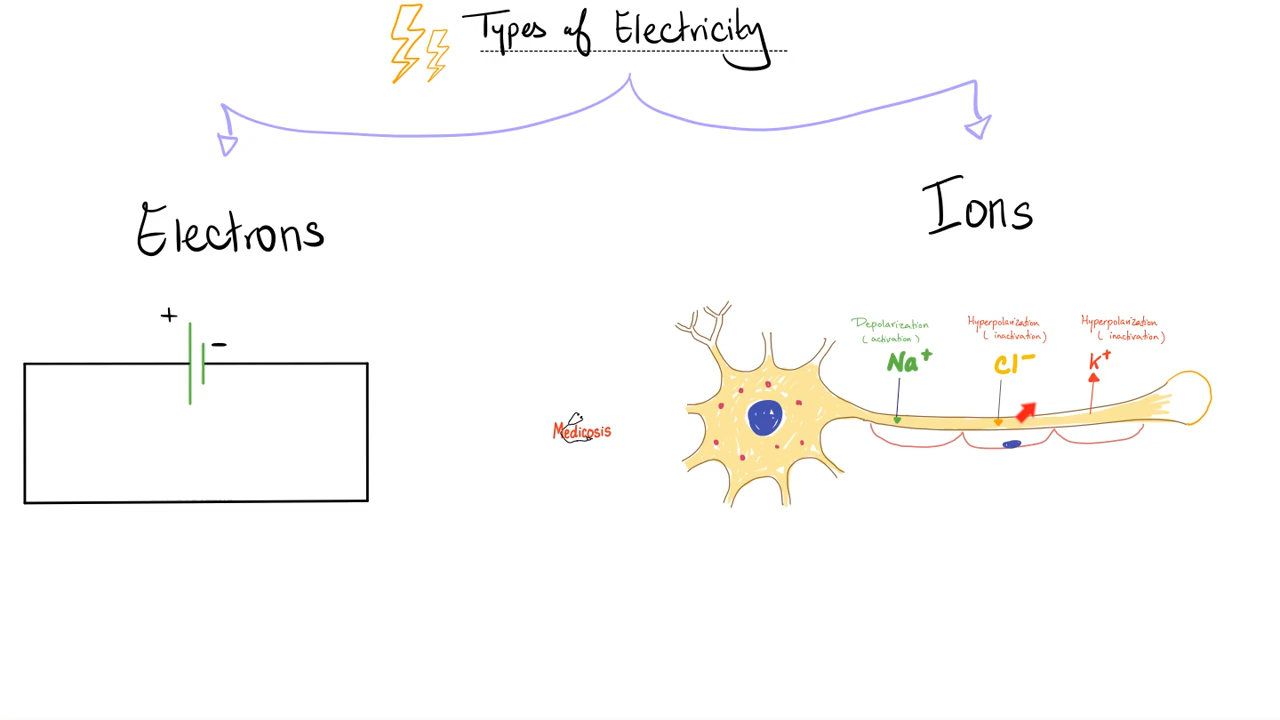 Types of Electricity
Electrons
Ions
+
-
Depolarization
(activation)
Na+
Hyperpolarization
(inactivation)
Cl-
Hyperpolarization
(inactivation)
K+
Medicosis